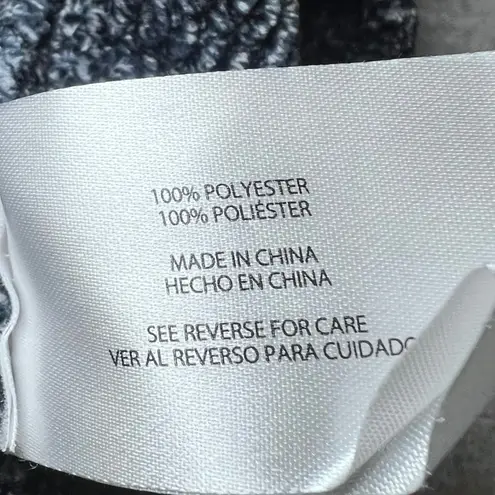 100% POLYESTER
100% POLIÉSTER
MADE IN CHINA
HECHO EN CHINA
SEE REVERSE FOR CARE
VER AL REVERSO PARA CUIDADO